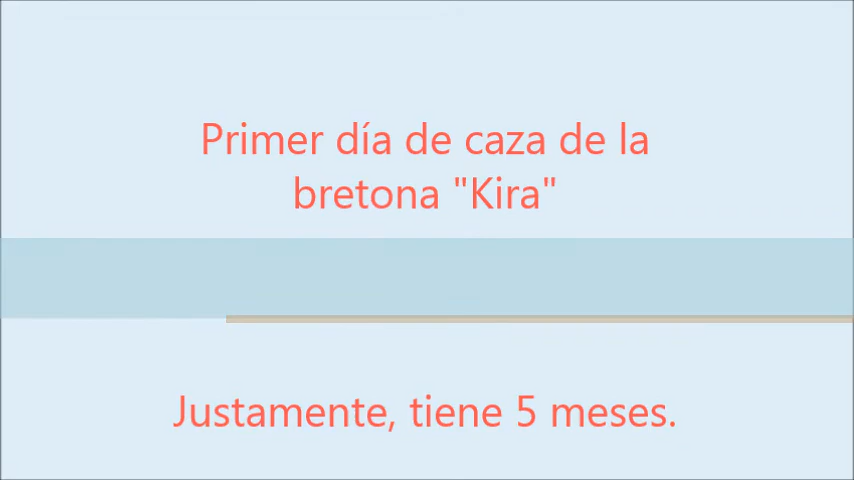 Primer día de caza de la
bretona "Kira"
Justamente, tiene 5 meses.